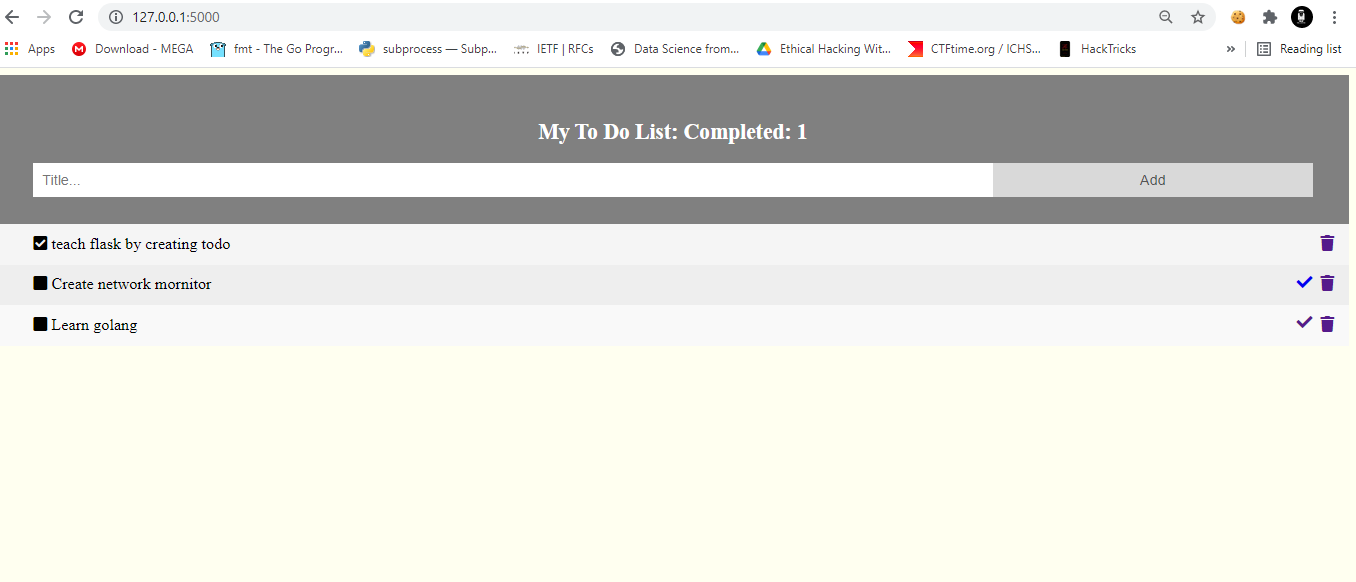 127.0.0.1:5000
Apps Download - MEGA fmt - The Go Progr... subprocess — Subp... IETF | RFCs Data Science from... Ethical Hacking Wit... CTFtime.org / ICHS... HackTricks » Reading list
My To Do List: Completed: 1
Title... Add
teach flask by creating todo
Create network mornitor
Learn golang